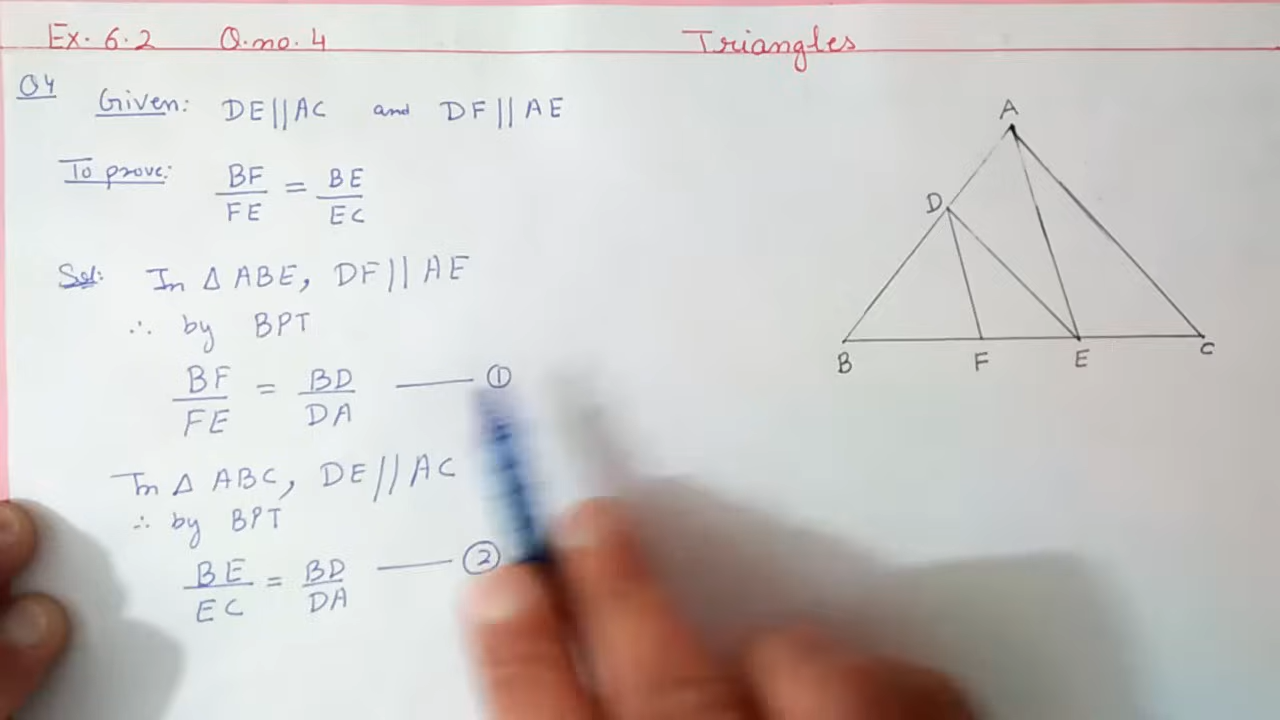 Ex. 6.2 Q.no. 4 Triangles
Q4 Given: DE||AC and DF||AE
To prove: BF/FE = BE/EC
Sol: In Δ ABE, DF||AE
∴ by BPT
BF/FE = BD/DA —— ①
In Δ ABC, DE//AC
∴ by BPT
BE/EC = BD/DA —— ②
A
D
B F E C